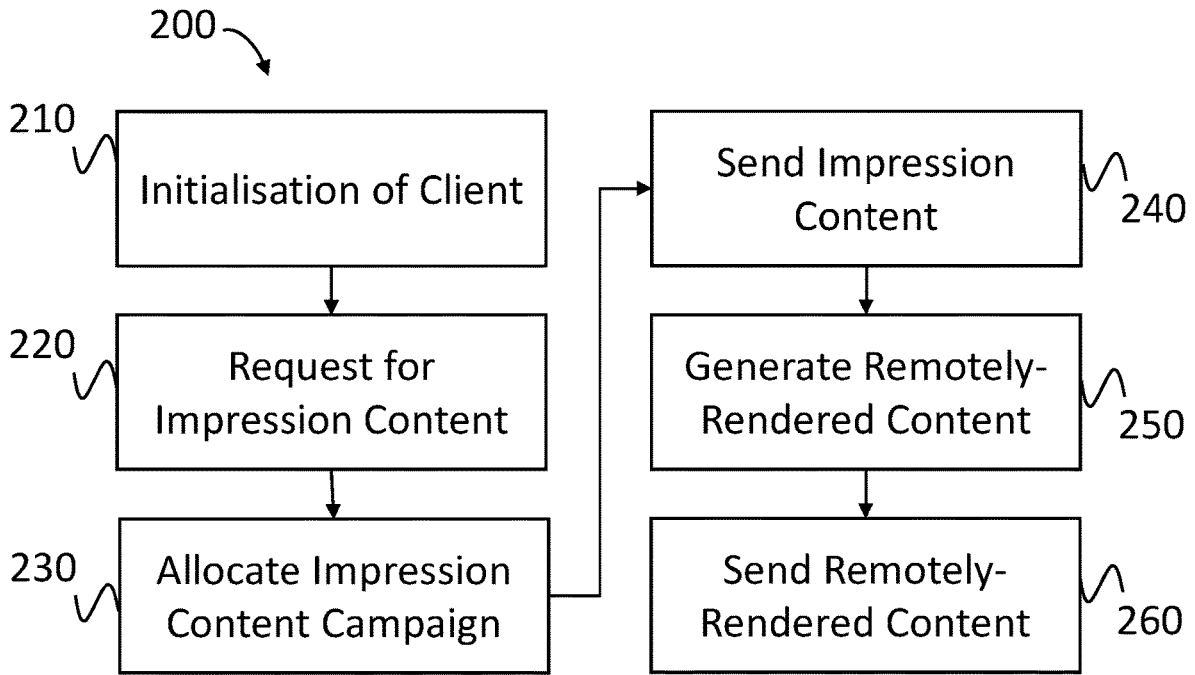 200
210
Initialisation of Client
220
Request for
Impression Content
230
Allocate Impression
Content Campaign
Send Impression
Content
240
Generate Remotely-
Rendered Content
250
Send Remotely-
Rendered Content
260